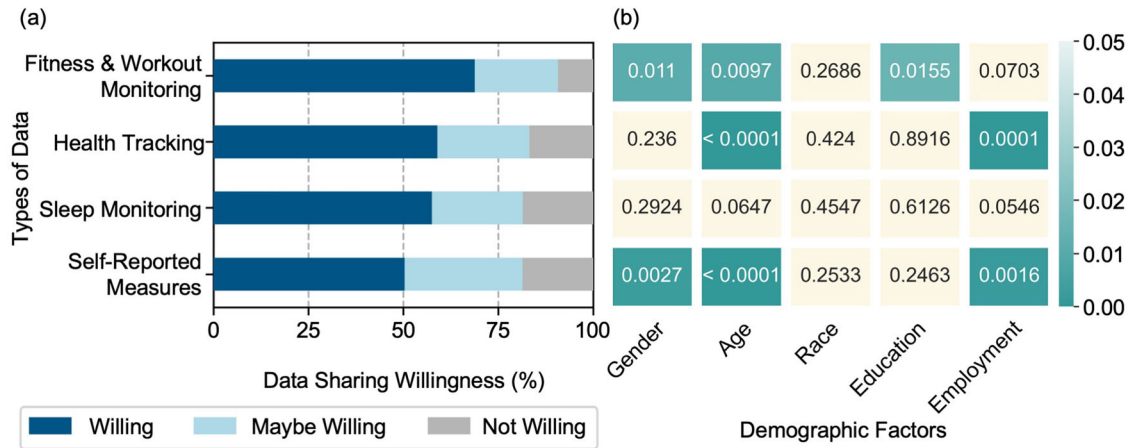 (a)
Types of Data
Fitness & Workout
Monitoring
Health Tracking
Sleep Monitoring
Self-Reported
Measures
0 25 50 75 100
Data Sharing Willingness (%)
Willing Maybe Willing Not Willing
(b)
0.011 0.0097 0.2686 0.0155 0.0703
0.236 < 0.0001 0.424 0.8916 0.0001
0.2924 0.0647 0.4547 0.6126 0.0546
0.0027 < 0.0001 0.2533 0.2463 0.0016
Gender Age Race Education Employment
Demographic Factors
0.05
0.04
0.03
0.02
0.01
0.00